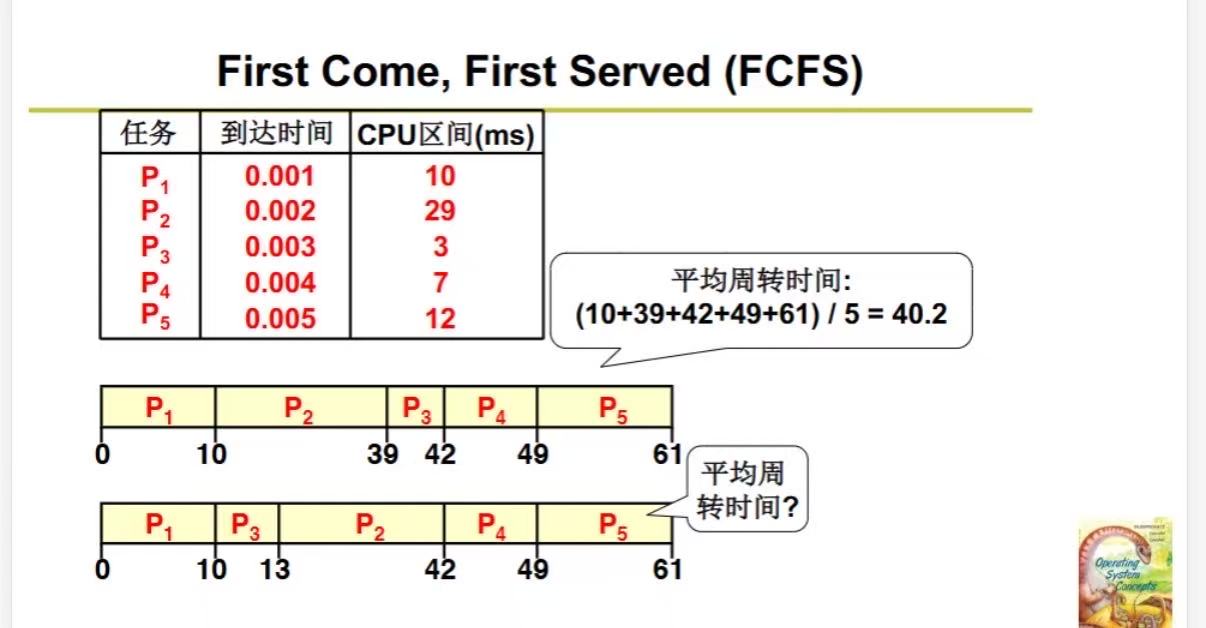 First Come, First Served (FCFS)
任务 到达时间 CPU区间(ms)
P₁ 0.001 10
P₂ 0.002 29
P₃ 0.003 3
P₄ 0.004 7
P₅ 0.005 12
平均周转时间:
(10+39+42+49+61) / 5 = 40.2
P₁ P₂ P₃ P₄ P₅
0 10 39 42 49 61
平均周
转时间?
P₁ P₃ P₂ P₄ P₅
0 10 13 42 49 61
Operating
System
Concepts